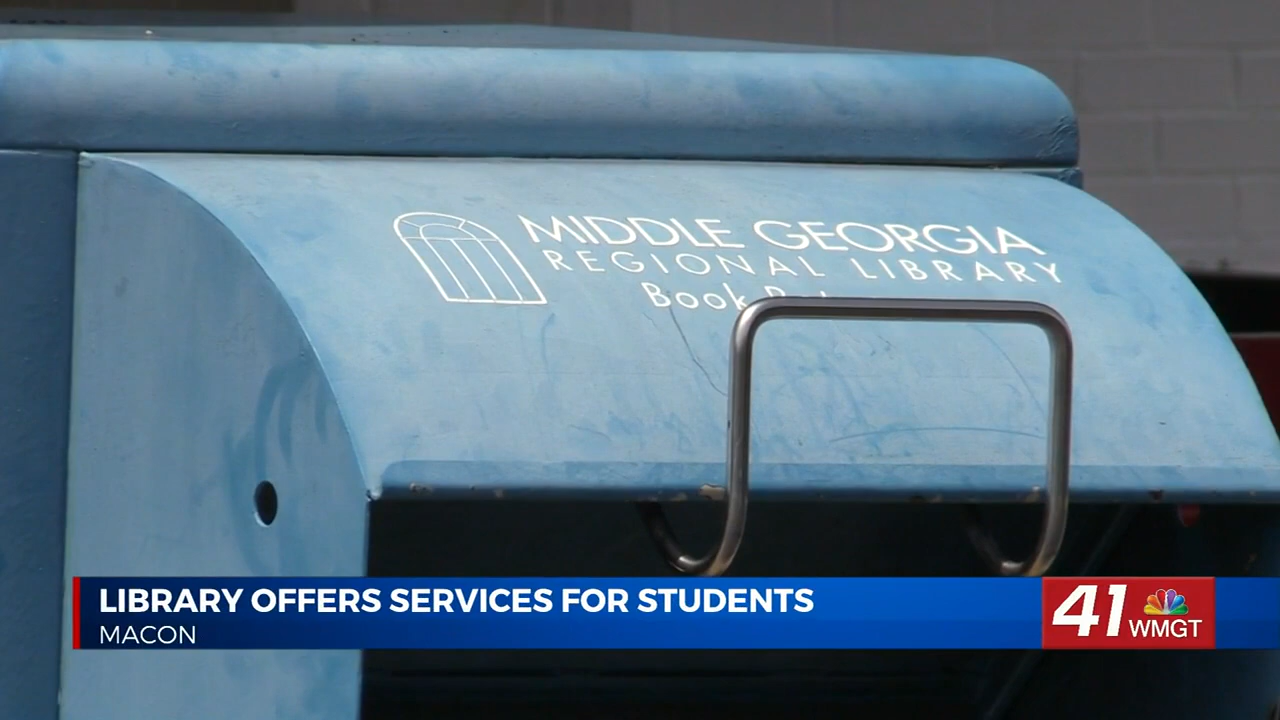 MIDDLE GEORGIA
REGIONAL LIBRARY
Book
LIBRARY OFFERS SERVICES FOR STUDENTS
MACON
41
WMGT